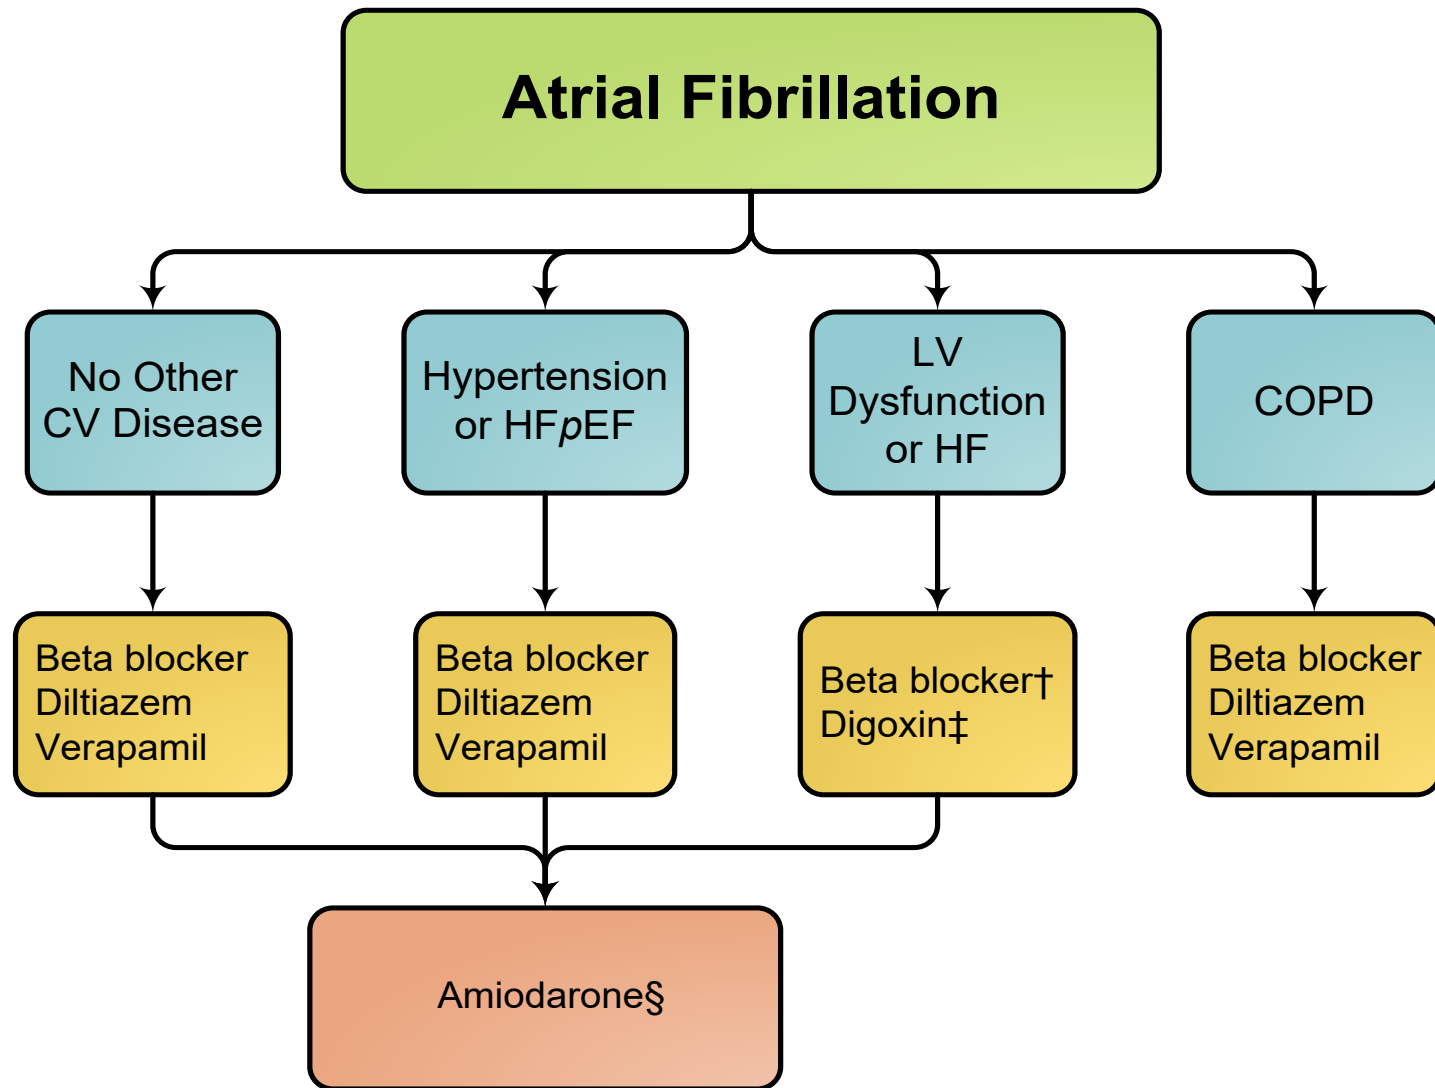 Atrial Fibrillation
No Other
CV Disease
Hypertension
or HFpEF
LV
Dysfunction
or HF
COPD
Beta blocker
Diltiazem
Verapamil
Beta blocker
Diltiazem
Verapamil
Beta blocker†
Digoxin‡
Beta blocker
Diltiazem
Verapamil
Amiodarone§